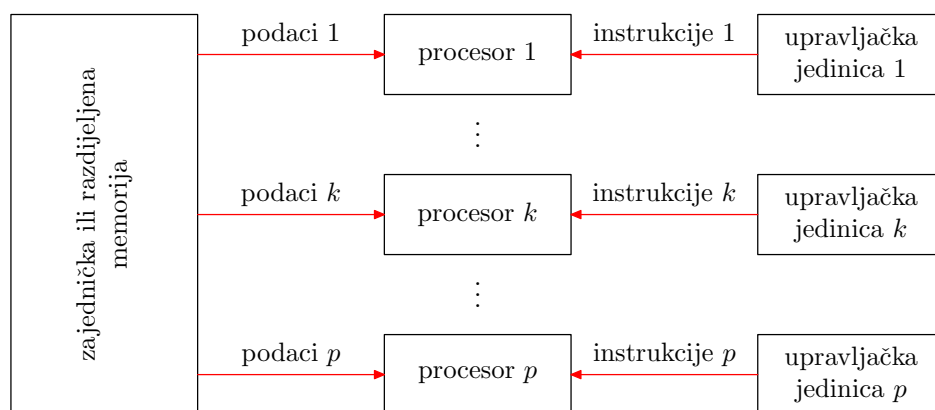 zajednička ili razdijeljena
memorija
podaci 1
procesor 1
instrukcije 1
upravljačka
jedinica 1
⋮
podaci k
procesor k
instrukcije k
upravljačka
jedinica k
⋮
podaci p
procesor p
instrukcije p
upravljačka
jedinica p